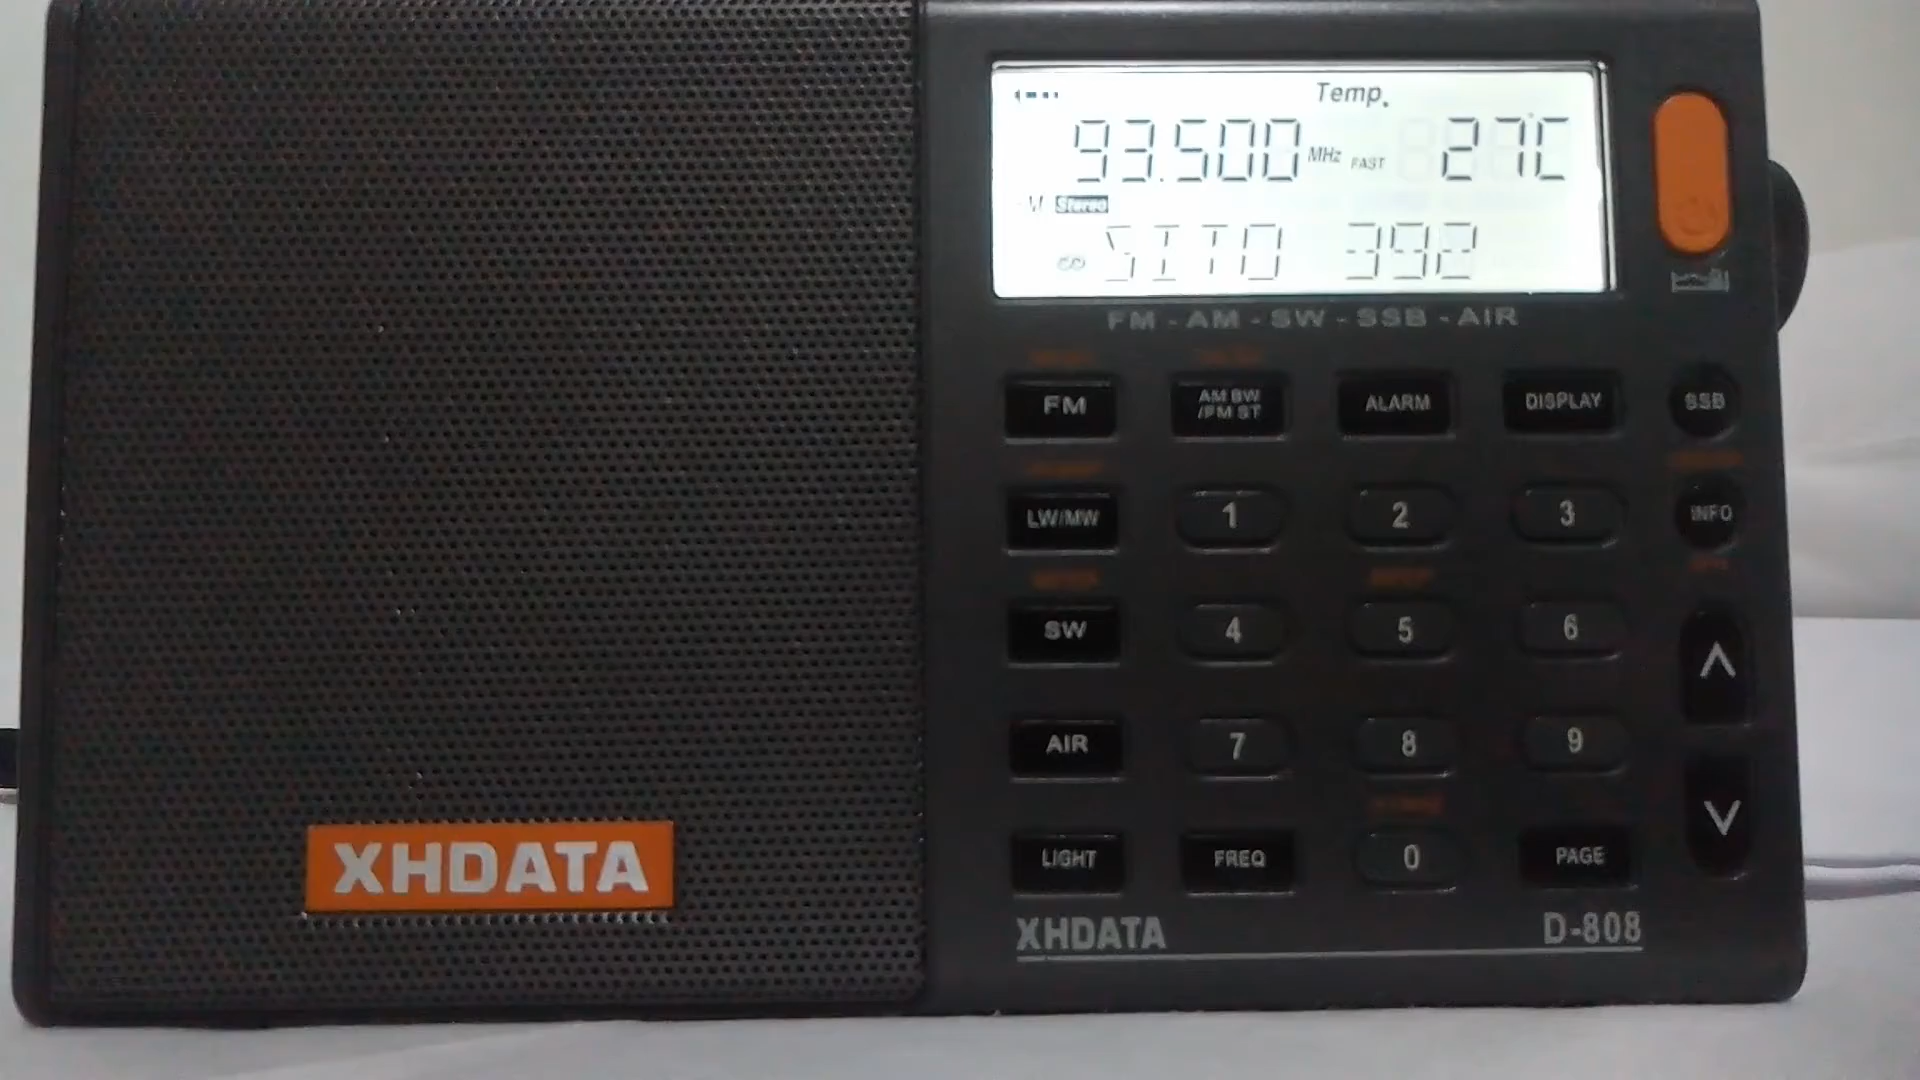 Temp.
93.500 MHz FAST 27°C
Stereo
SITO 392
FM - AM - SW - SSB - AIR
FM AM BW /FM ST ALARM DISPLAY SSB
LW/MW 1 2 3 INFO
SW 4 5 6
AIR 7 8 9
LIGHT FREQ 0 PAGE
XHDATA
XHDATA D-808